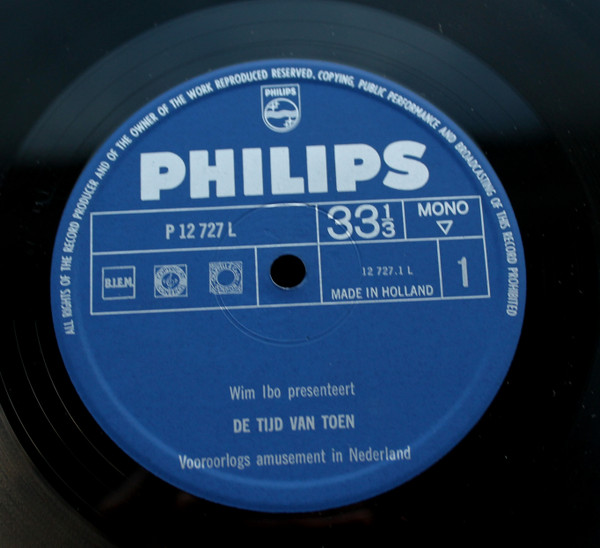 ALL RIGHTS OF THE RECORD PRODUCER AND OF THE OWNER OF THE WORK REPRODUCED RESERVED. COPYING, PUBLIC PERFORMANCE AND BROADCASTING OF THIS RECORD PROHIBITED
PHILIPS
PHILIPS
P 12 727 L
33⅓
MONO
B.I.E.M.
12 727.1 L
MADE IN HOLLAND
1
Wim Ibo presenteert
DE TIJD VAN TOEN
Vooroorlogs amusement in Nederland